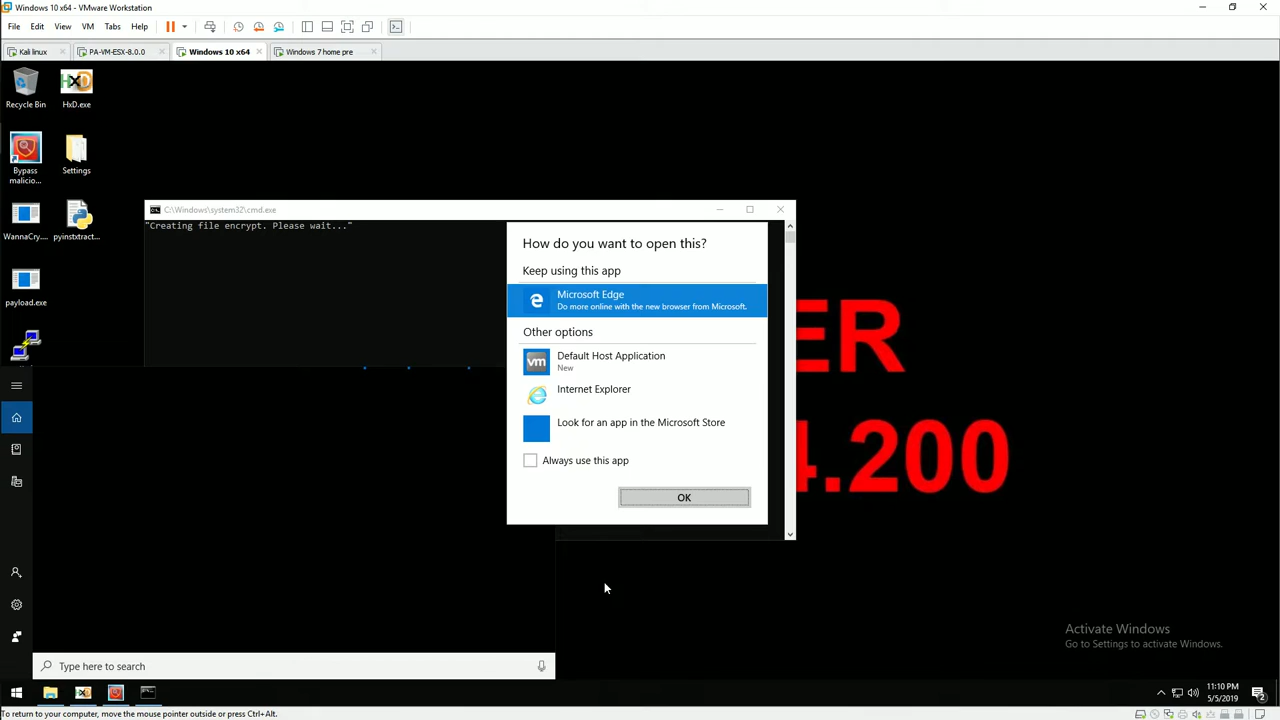 Windows 10 x64 - VMware Workstation
File Edit View VM Tabs Help
Kali linux
PA-VM-ESX-8.0.0
Windows 10 x64
Windows 7 home pre
Recycle Bin
HxD.exe
Bypass
malicio...
Settings
WannaCry...
pyinstxtract...
payload.exe
C:\Windows\system32\cmd.exe
"Creating file encrypt. Please wait..."
How do you want to open this?
Keep using this app
Microsoft Edge
Do more online with the new browser from Microsoft.
Other options
Default Host Application
New
Internet Explorer
Look for an app in the Microsoft Store
Always use this app
OK
ER
4.200
Activate Windows
Go to Settings to activate Windows.
Type here to search
11:10 PM
5/5/2019
2
To return to your computer, move the mouse pointer outside or press Ctrl+Alt.